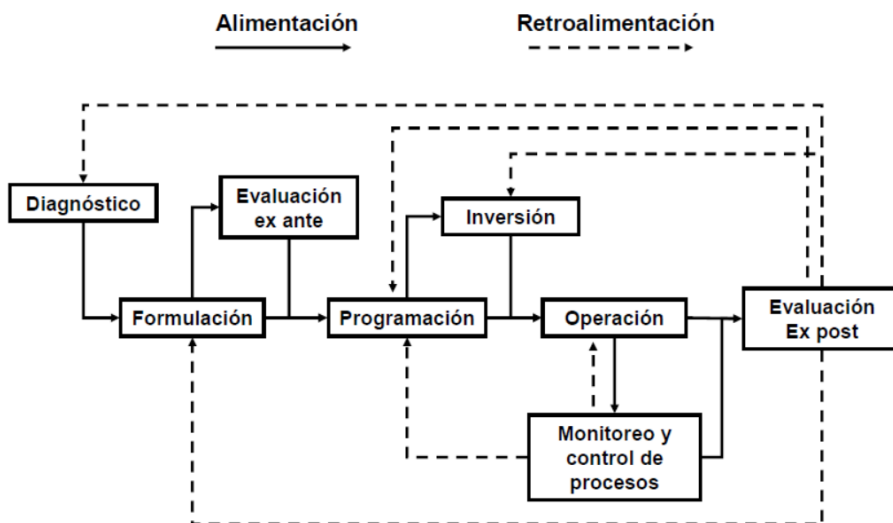 Alimentación
Retroalimentación
Diagnóstico
Evaluación
ex ante
Inversión
Formulación
Programación
Operación
Evaluación
Ex post
Monitoreo y
control de
procesos